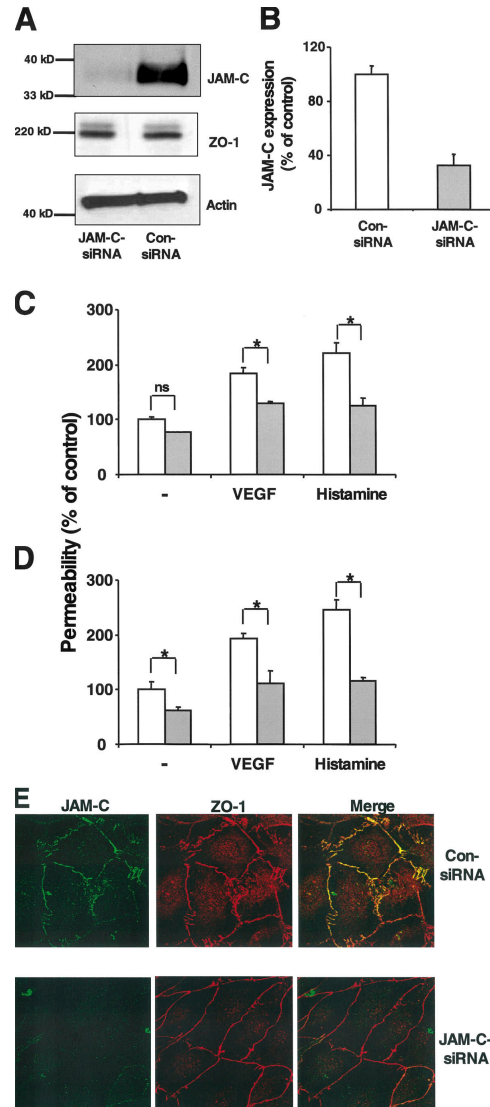 A
40 kD
33 kD
JAM-C
220 kD
ZO-1
40 kD
Actin
JAM-C-
siRNA
Con-
siRNA
B
JAM-C expression
(% of control)
120
80
40
0
Con-
siRNA
JAM-C-
siRNA
C
Permeability (% of control)
300
200
100
0
ns
*
*
-
VEGF
Histamine
D
300
200
100
0
*
*
*
-
VEGF
Histamine
E
JAM-C
ZO-1
Merge
Con-
siRNA
JAM-C-
siRNA